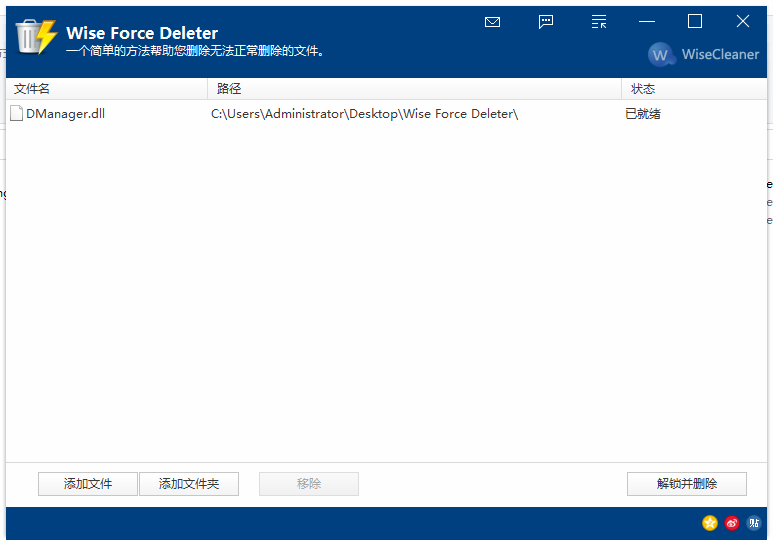 Wise Force Deleter
一个简单的方法帮助您删除无法正常删除的文件。
W WiseCleaner
文件名 路径 状态
DManager.dll C:\Users\Administrator\Desktop\Wise Force Deleter\ 已就绪
添加文件 添加文件夹 移除 解锁并删除
贴